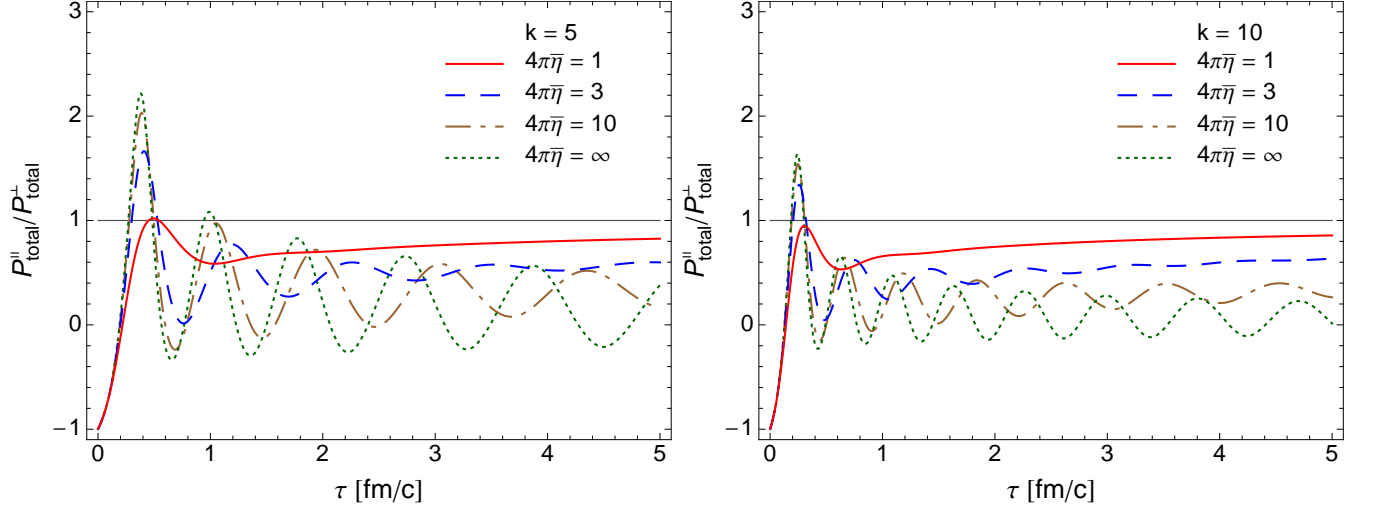 3
2
1
0
−1
P∥total/P⊥total
k = 5
4πη̅ = 1
4πη̅ = 3
4πη̅ = 10
4πη̅ = ∞
0 1 2 3 4 5
τ [fm/c]
3
2
1
0
−1
P∥total/P⊥total
k = 10
4πη̅ = 1
4πη̅ = 3
4πη̅ = 10
4πη̅ = ∞
0 1 2 3 4 5
τ [fm/c]